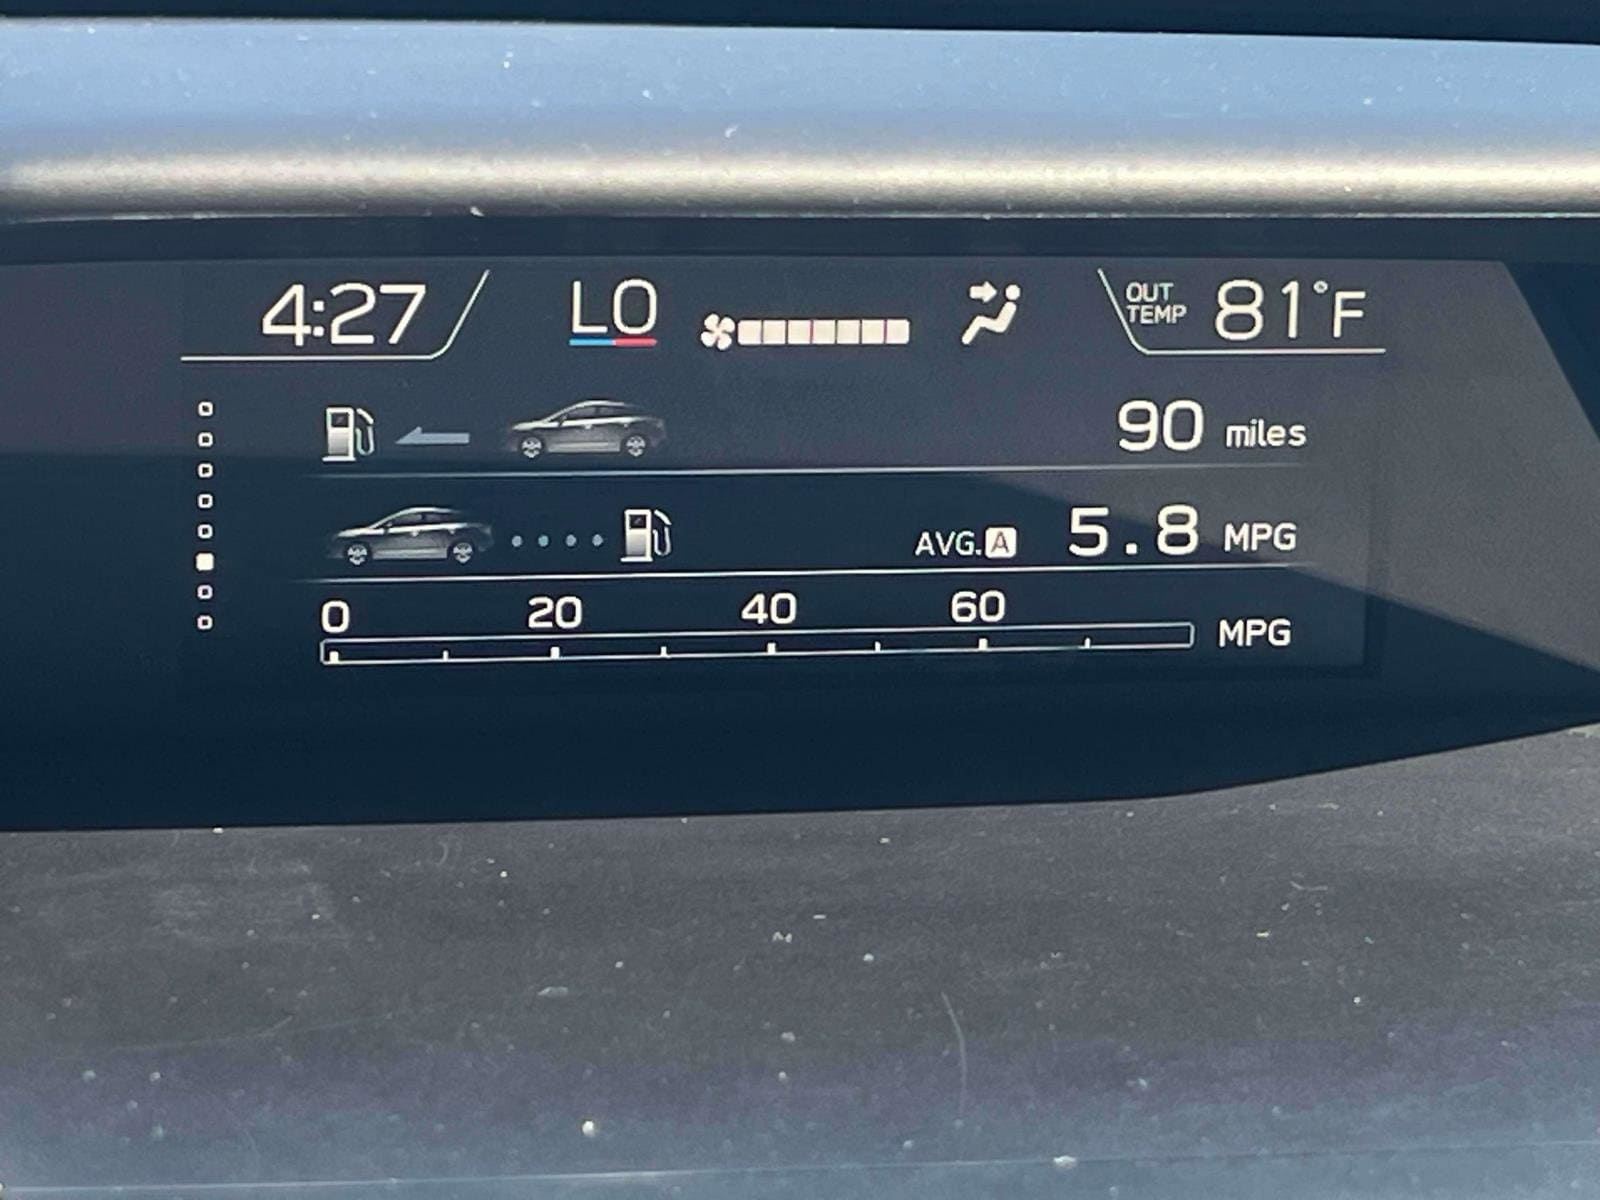 4:27 LO OUT TEMP 81°F
90 miles
AVG. A 5.8 MPG
0 20 40 60
MPG